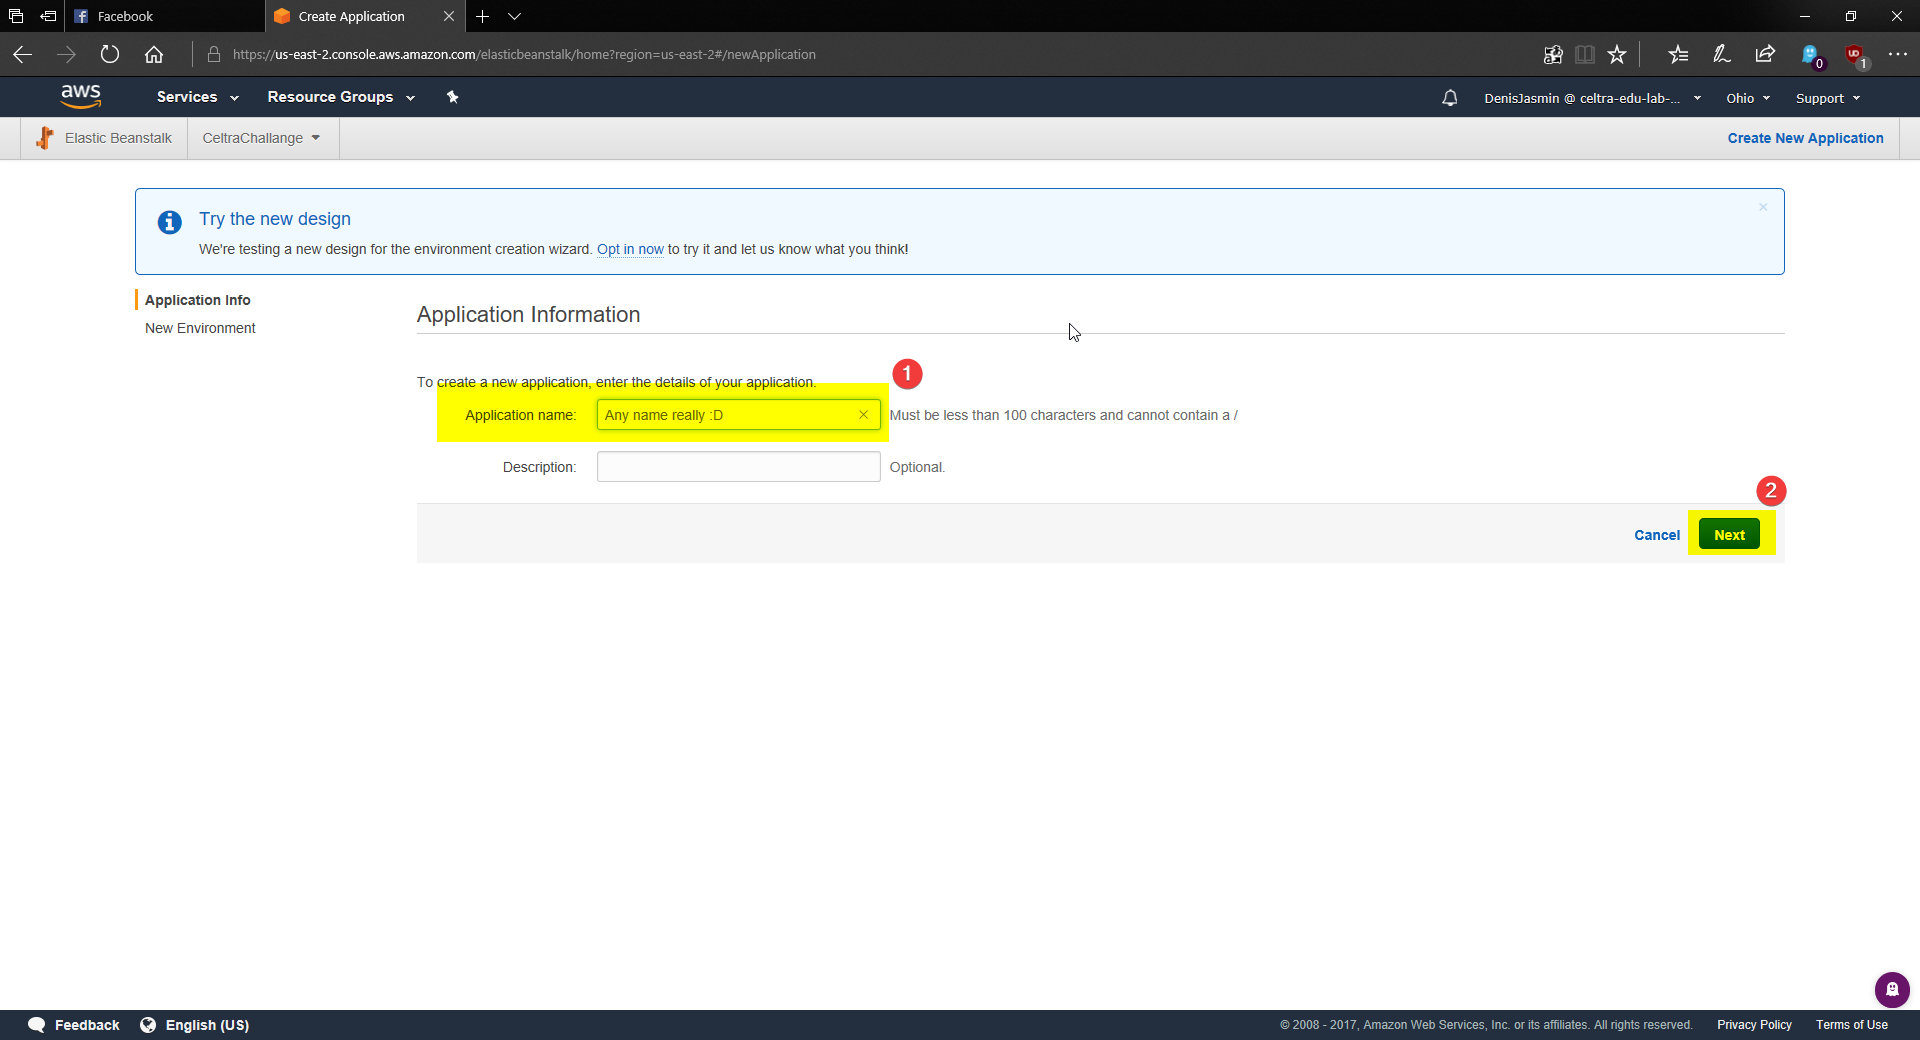 Facebook
Create Application
https://us-east-2.console.aws.amazon.com/elasticbeanstalk/home?region=us-east-2#/newApplication
0
UD
1
aws
Services
Resource Groups
DenisJasmin @ celtra-edu-lab-...
Ohio
Support
Elastic Beanstalk
CeltraChallange
Create New Application
Try the new design
We're testing a new design for the environment creation wizard. Opt in now to try it and let us know what you think!
Application Info
New Environment
Application Information
To create a new application, enter the details of your application.
1
Application name: Any name really :D Must be less than 100 characters and cannot contain a /
Description: Optional.
2
Cancel Next
Feedback
English (US)
© 2008 - 2017, Amazon Web Services, Inc. or its affiliates. All rights reserved.
Privacy Policy
Terms of Use